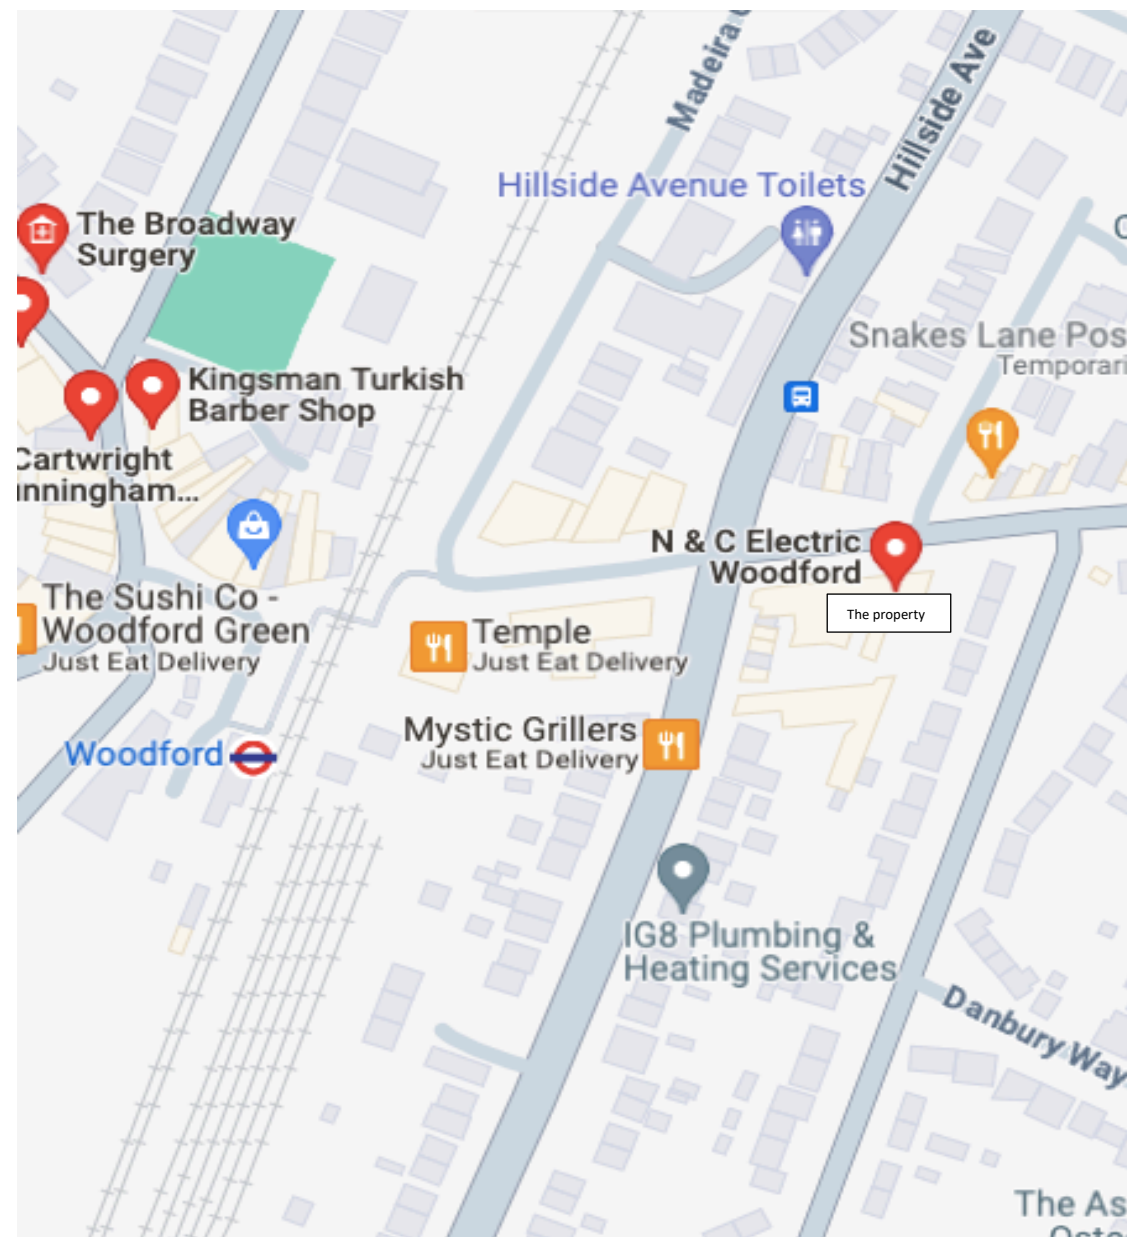 Madeira
Hillside Ave
Hillside Avenue Toilets
The Broadway
Surgery
Snakes Lane Pos
Temporari
Kingsman Turkish
Barber Shop
Cartwright
unningham...
N & C Electric
Woodford
The property
The Sushi Co -
Woodford Green
Just Eat Delivery
Temple
Just Eat Delivery
Mystic Grillers
Just Eat Delivery
Woodford
IG8 Plumbing &
Heating Services
Danbury Way
The As